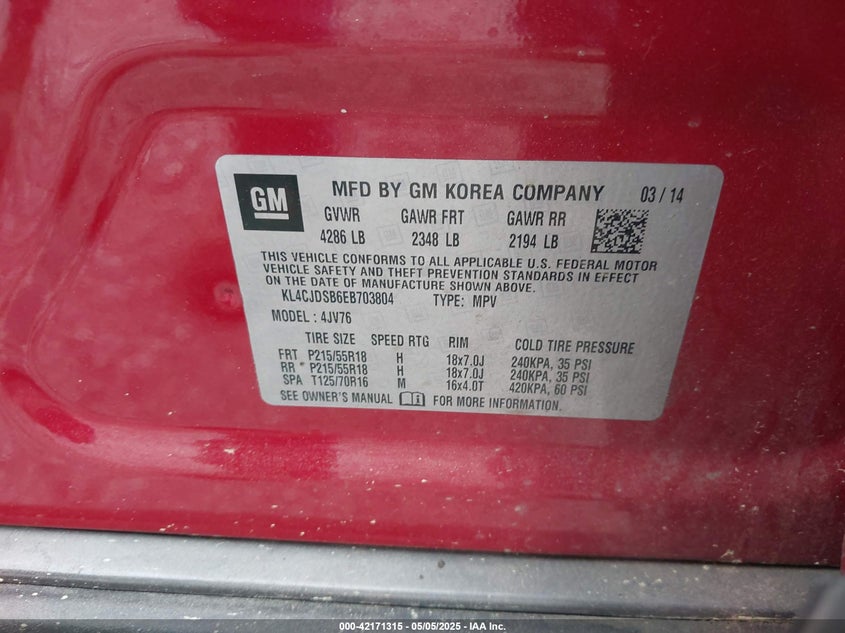 GM MFD BY GM KOREA COMPANY 03 / 14
GVWR GAWR FRT GAWR RR
4286 LB 2348 LB 2194 LB
THIS VEHICLE CONFORMS TO ALL APPLICABLE U.S. FEDERAL MOTOR
VEHICLE SAFETY AND THEFT PREVENTION STANDARDS IN EFFECT
ON THE DATE OF MANUFACTURE SHOWN ABOVE.
KL4CJDSB6EB703804 TYPE: MPV
MODEL : 4JV76
TIRE SIZE SPEED RTG RIM COLD TIRE PRESSURE
FRT P215/55R18 H 18x7.0J 240KPA, 35 PSI
RR P215/55R18 H 18x7.0J 240KPA, 35 PSI
SPA T125/70R16 M 16x4.0T 420KPA, 60 PSI
SEE OWNER'S MANUAL FOR MORE INFORMATION.
000-42171315 - 05/05/2025 - IAA Inc.